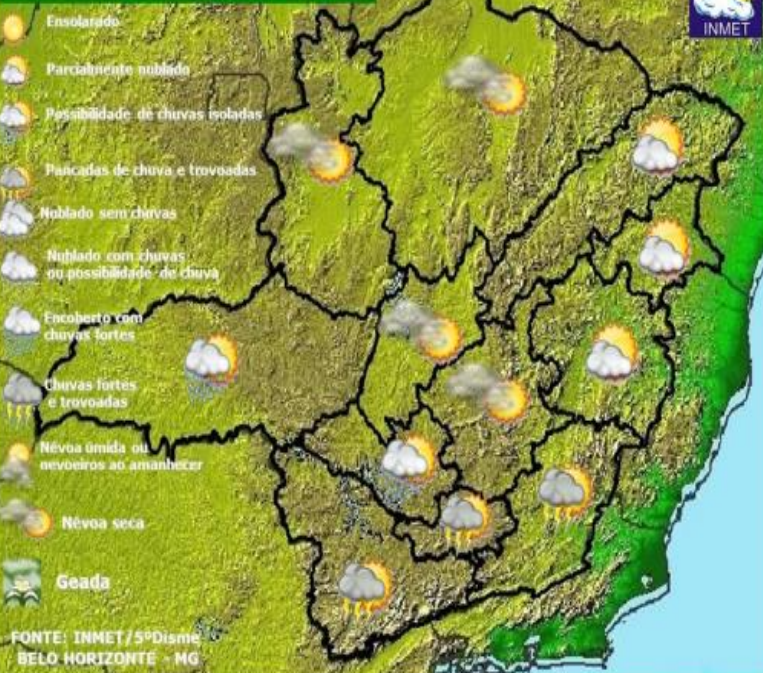 INMET
Ensolarado
Parcialmente nublado
Possibilidade de chuvas isoladas
Pancadas de chuva e trovoadas
Nublado sem chuvas
Nublado com chuvas
ou possibilidade de chuva
Encoberto com
chuvas fortes
Chuvas fortes
e trovoadas
Névoa úmida ou
nevoeiros ao amanhecer
Névoa seca
Geada
FONTE: INMET/5ºDisme
BELO HORIZONTE - MG